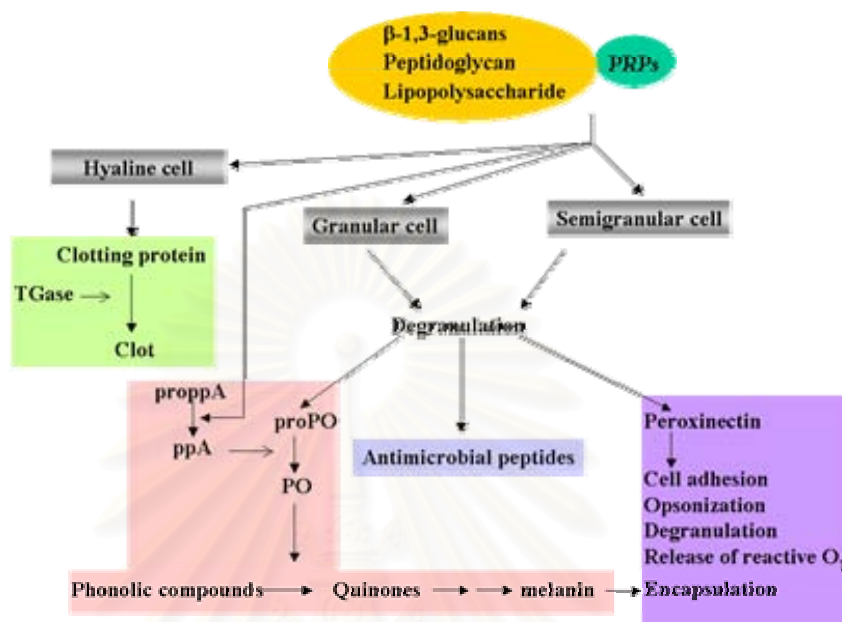 β-1,3-glucans
Peptidoglycan
Lipopolysaccharide
PRPs
Hyaline cell
Granular cell
Semigranular cell
Clotting protein
TGase
Clot
Degranulation
proppA
ppA
proPO
PO
Antimicrobial peptides
Peroxinectin
Cell adhesion
Opsonization
Degranulation
Release of reactive O2
Phonolic compounds
Quinones
melanin
Encapsulation